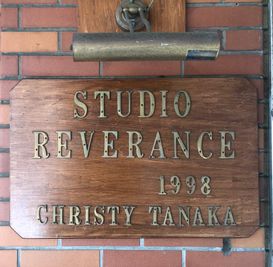 STUDIO
REVERANCE
1998
CHRISTY TANAKA